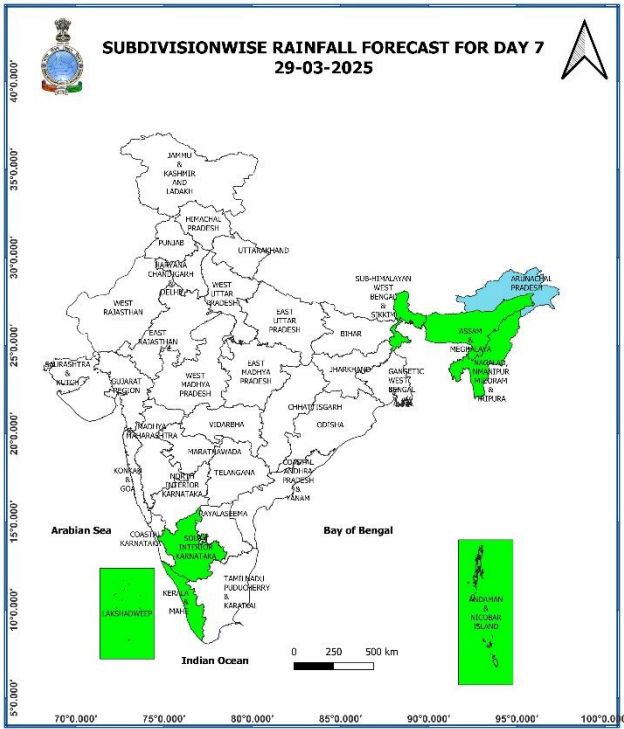 SUBDIVISIONWISE RAINFALL FORECAST FOR DAY 7
29-03-2025
40°0.000'
35°0.000'
30°0.000'
25°0.000'
20°0.000'
15°0.000'
10°0.000'
5°0.000'
JAMMU
&
KASHMIR
AND
LADAKH
HIMACHAL
PRADESH
PUNJAB
UTTARAKHAND
HARYANA
CHANDIGARH
&
DELHI
WEST
UTTAR
PRADESH
WEST
RAJASTHAN
EAST
RAJASTHAN
EAST
UTTAR
PRADESH
SUB-HIMALAYAN
WEST
BENGAL
&
SIKKIM
ARUNACHAL
PRADESH
ASSAM
&
MEGHALAYA
NAGALAND
MANIPUR
MIZORAM
&
TRIPURA
BIHAR
SAURASHTRA
&
KUTCH
GUJARAT
REGION
WEST
MADHYA
PRADESH
EAST
MADHYA
PRADESH
JHARKHAND
GANGETIC
WEST
BENGAL
CHHATTISGARH
ODISHA
MADHYA
MAHARASHTRA
VIDARBHA
MARATHAWADA
KONKAN
&
GOA
NORTH
INTERIOR
KARNATAKA
TELANGANA
COASTAL
ANDHRA
PRADESH
&
YANAM
RAYALASEEMA
Arabian Sea
COASTAL
KARNATAKA
SOUTH
INTERIOR
KARNATAKA
Bay of Bengal
LAKSHADWEEP
KERALA
&
MAHE
TAMILNADU
PUDUCHERRY
&
KARAIKAL
ANDAMAN
&
NICOBAR
ISLAND
Indian Ocean
0 250 500 km
70°0.000' 75°0.000' 80°0.000' 85°0.000' 90°0.000' 95°0.000' 100°0.000'